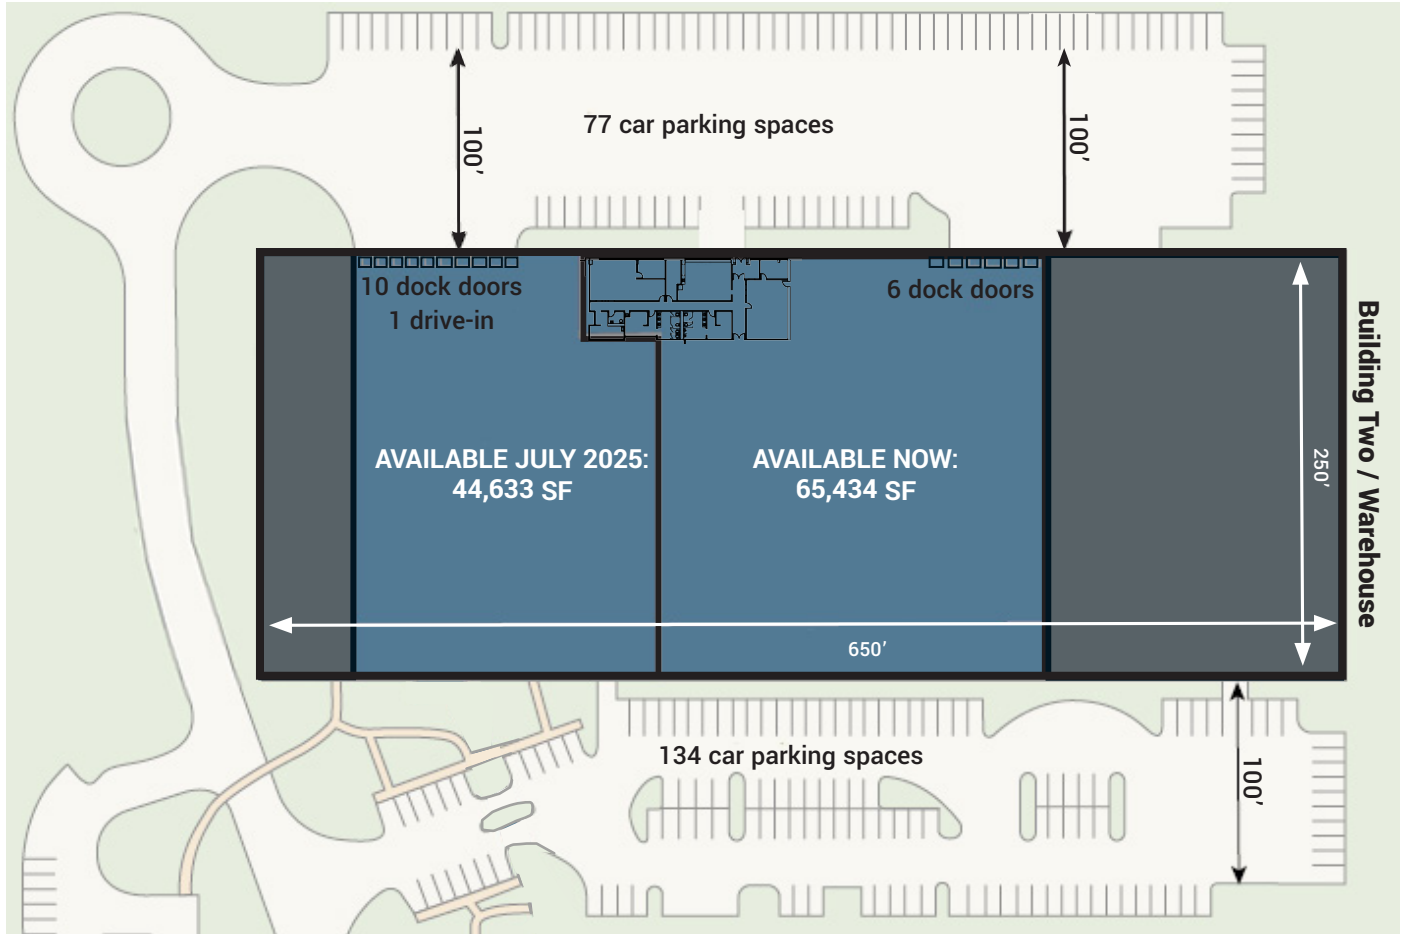 77 car parking spaces
100’
100’
10 dock doors
1 drive-in
6 dock doors
AVAILABLE JULY 2025:
44,633 SF
AVAILABLE NOW:
65,434 SF
250’
Building Two / Warehouse
650’
134 car parking spaces
100’